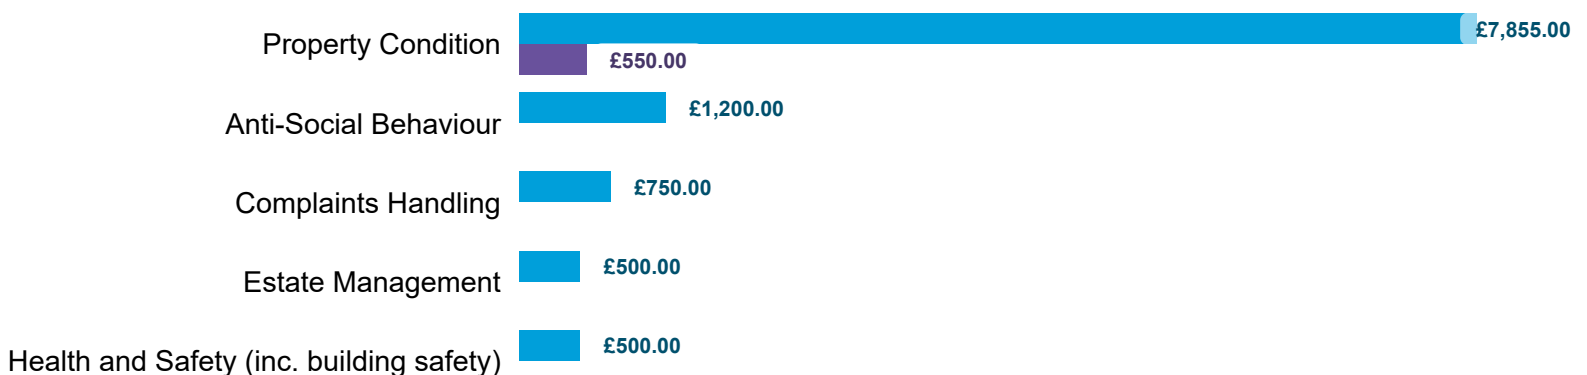 Property Condition
£7,855.00
£550.00
Anti-Social Behaviour
£1,200.00
Complaints Handling
£750.00
Estate Management
£500.00
Health and Safety (inc. building safety)
£500.00